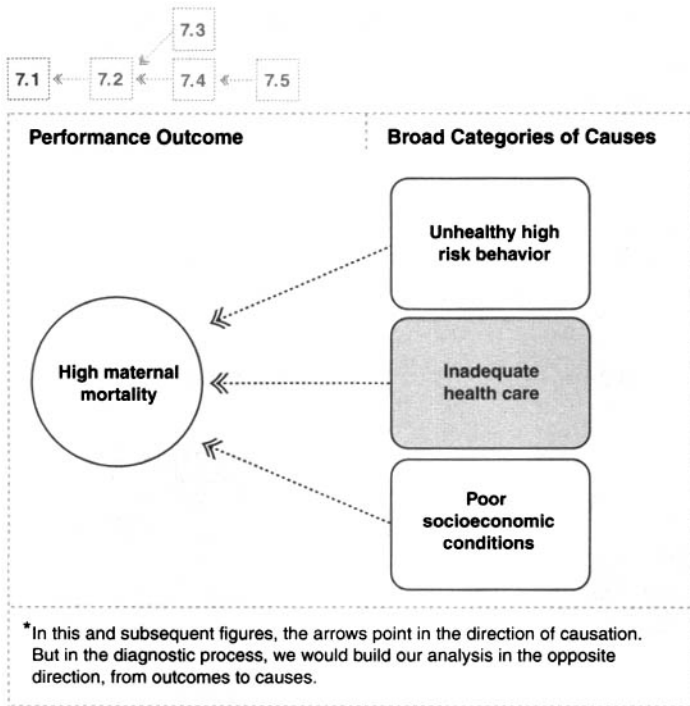 7.3
7.1 7.2 7.4 7.5
Performance Outcome
Broad Categories of Causes
Unhealthy high
risk behavior
High maternal
mortality
Inadequate
health care
Poor
socioeconomic
conditions
*In this and subsequent figures, the arrows point in the direction of causation.
But in the diagnostic process, we would build our analysis in the opposite
direction, from outcomes to causes.